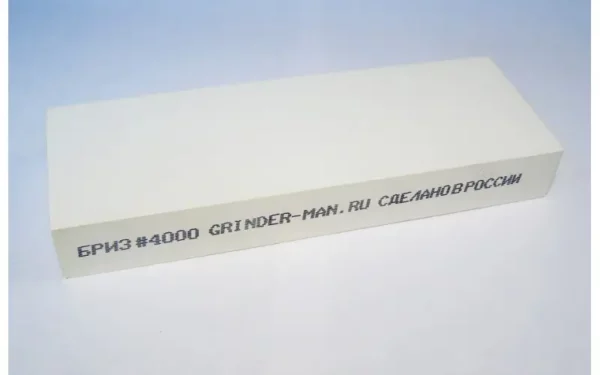 БРИЗ #4000 GRINDER-MAN.RU СДЕЛАНО В РОССИИ